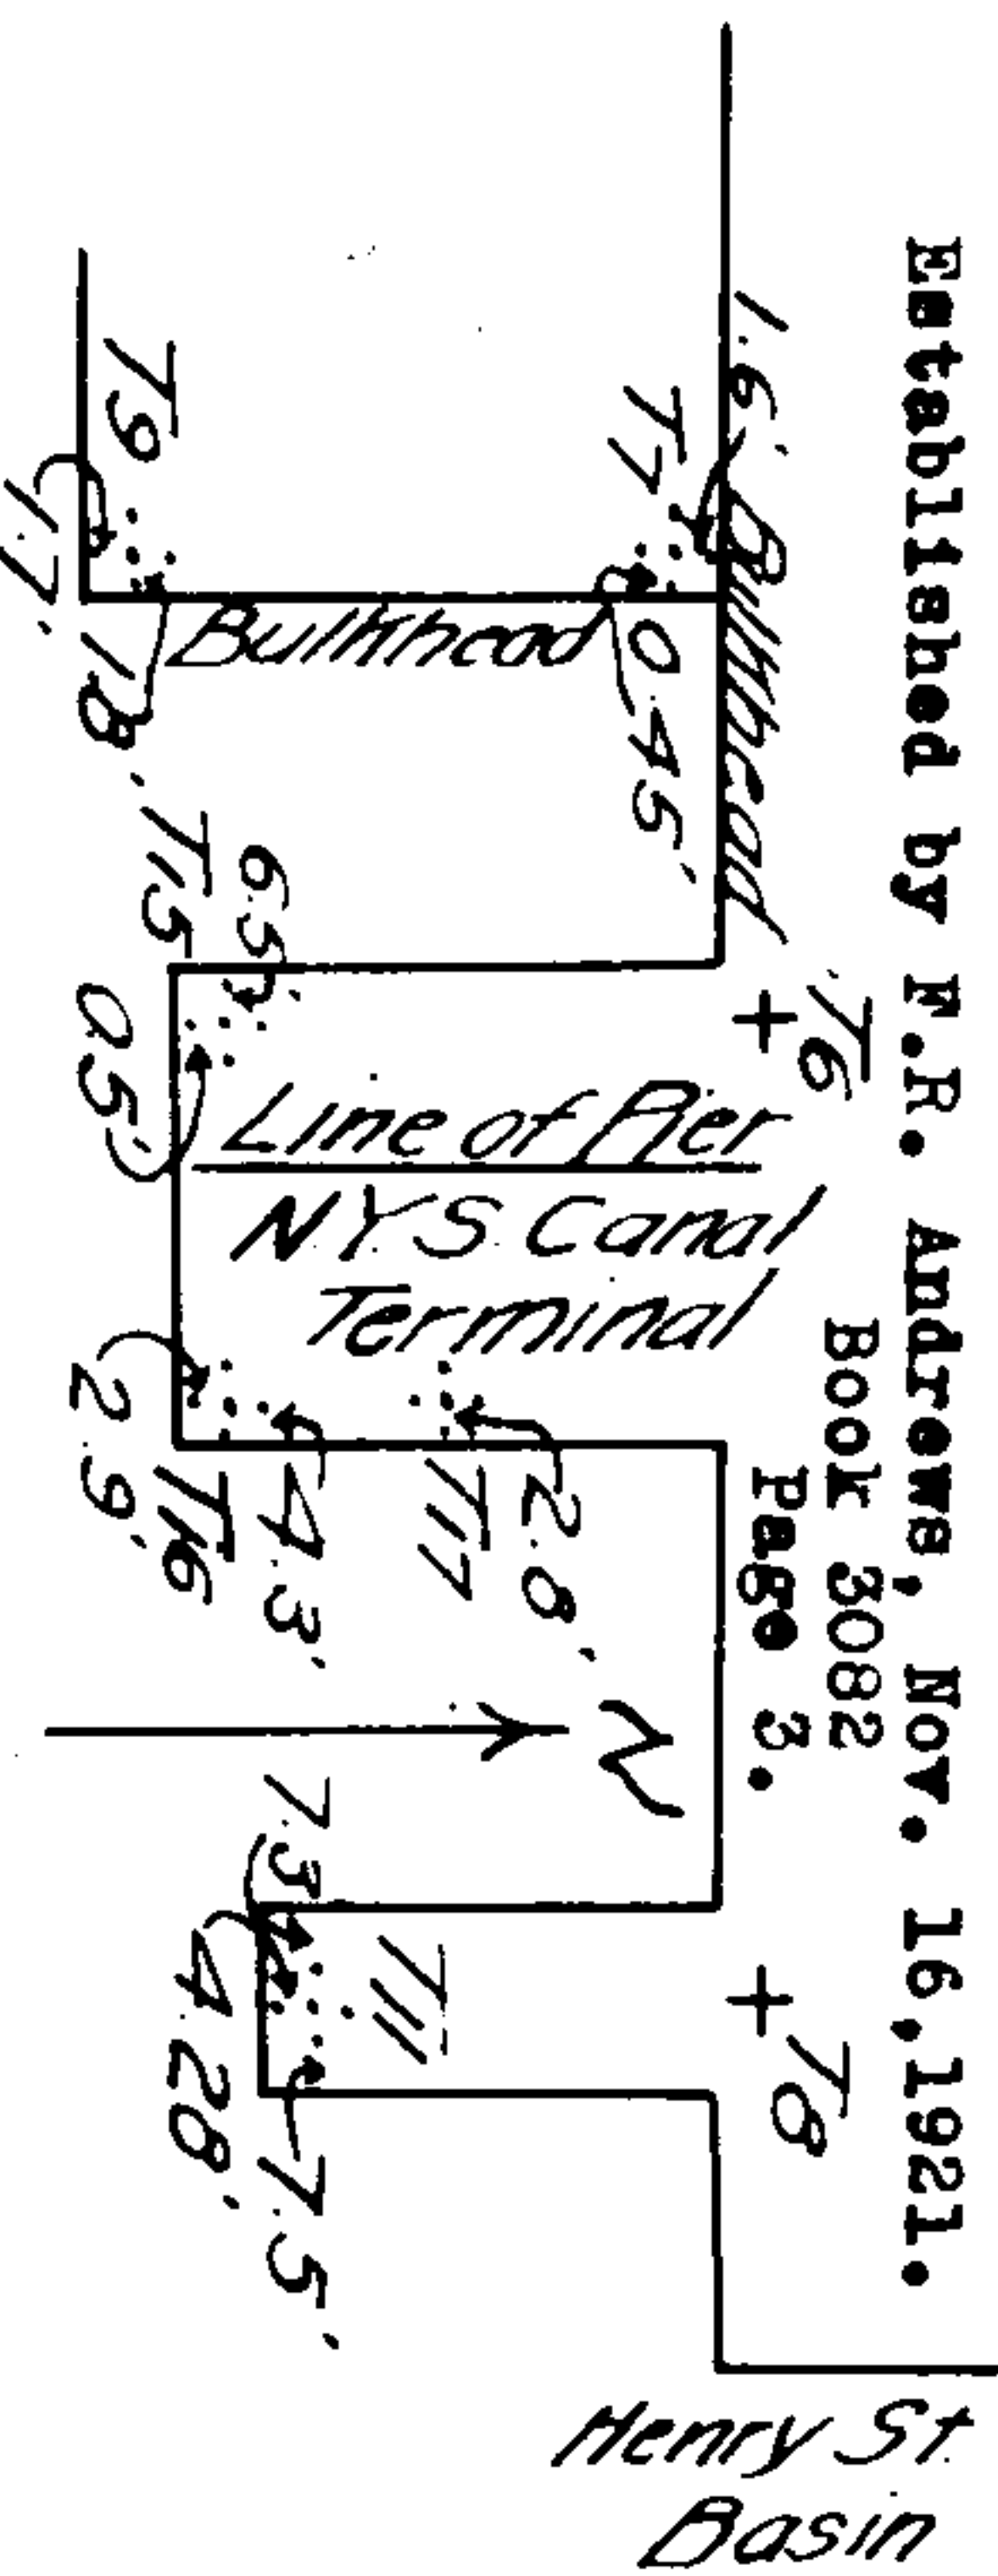 Established by F.R. Andrews, Nov. 16,1921.
Book 3082
Page 3.
1.6'
Bulkhead
T6
T8
T7
0.45'
Bulkhead
T9
1.7'
1.8'
T15
6.5'
0.5'
Line of Pier
N.Y.S. Canal
Terminal
2.9'
T16
4.3'
T17
2.8'
N
7.3'
T11
4.28'
7.5'
Henry St.
Basin